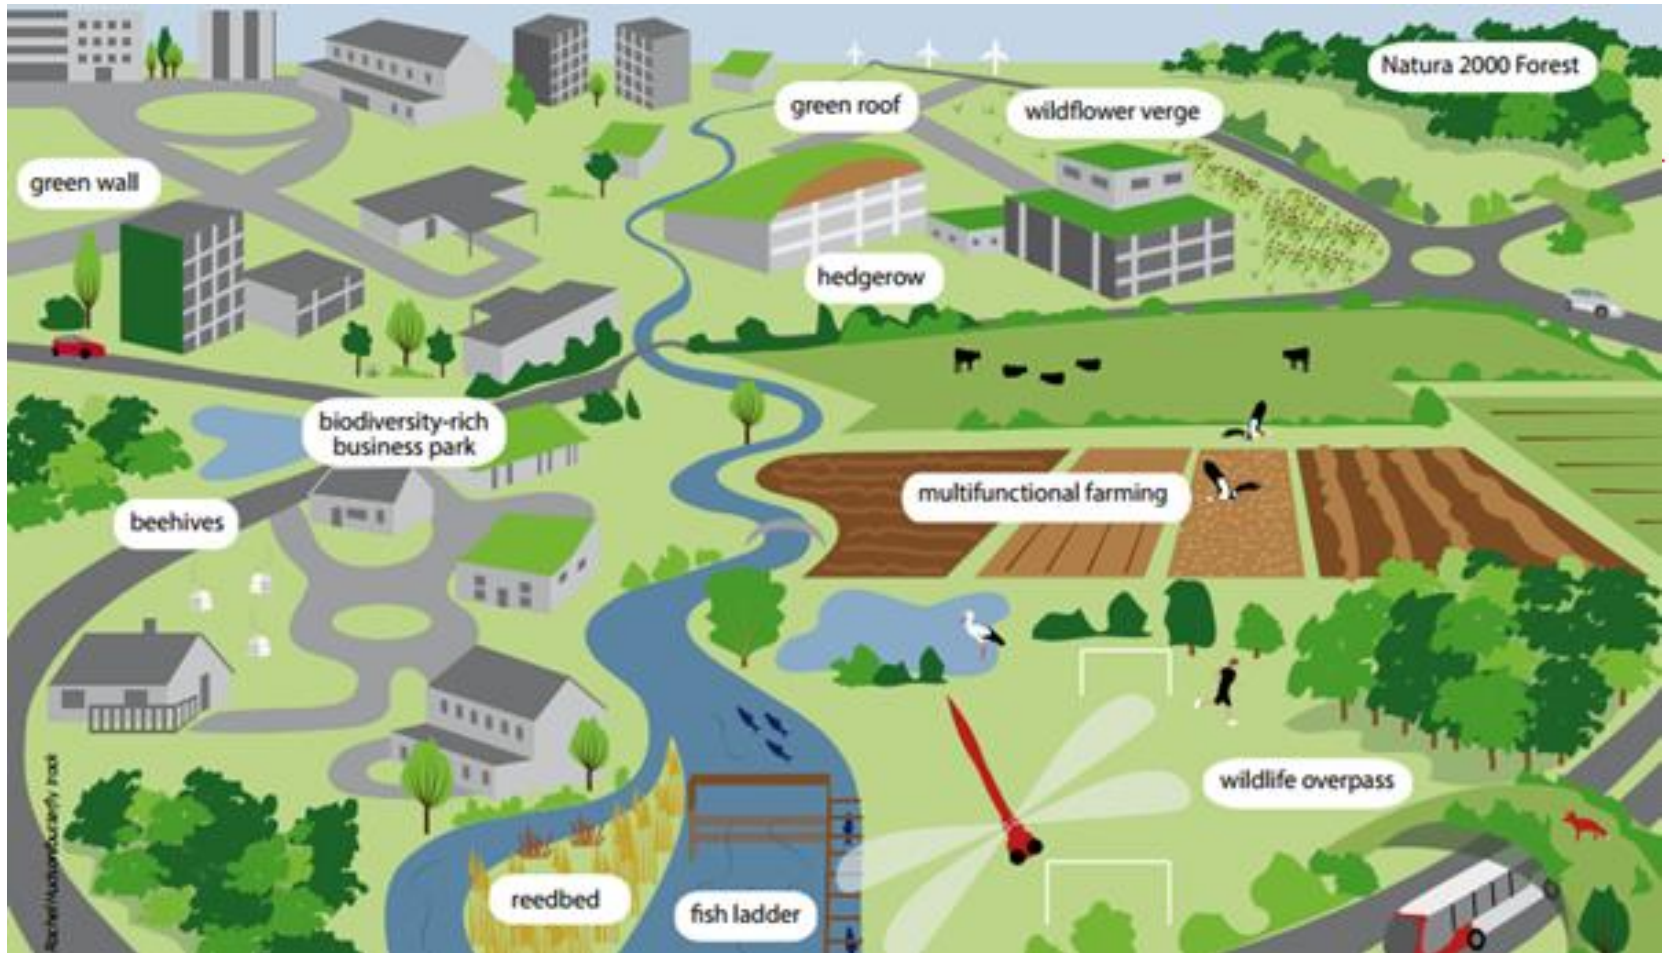 Natura 2000 Forest
green roof
wildflower verge
green wall
hedgerow
biodiversity-rich
business park
multifunctional farming
beehives
wildlife overpass
reedbed
fish ladder